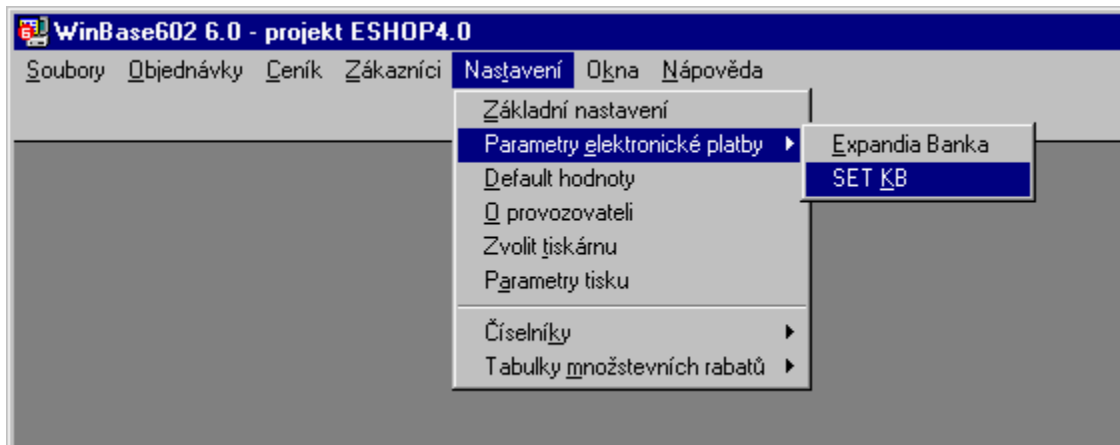 WinBase602 6.0 - projekt ESHOP4.0
Soubory Objednávky Ceník Zákazníci Nastavení Okna Nápověda
Základní nastavení
Parametry elektronické platby
Expandia Banka
SET KB
Default hodnoty
O provozovateli
Zvolit tiskárnu
Parametry tisku
Číselníky
Tabulky množstevních rabatů